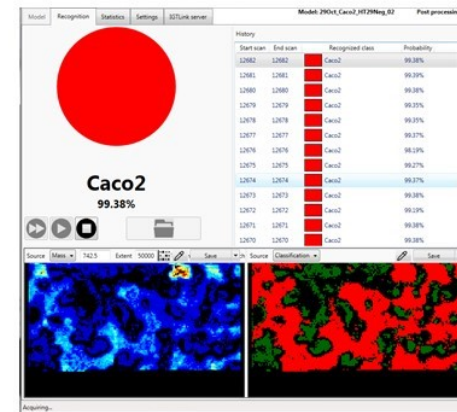 Model Recognition Statistics Settings IGTLink server
Model: 29Oct_Caco2_HT29Neg_02 Post processing
History
Start scan End scan Recognized class Probability
12682 12682 Caco2 99.38%
12681 12681 Caco2 99.39%
12680 12680 Caco2 99.38%
12679 12679 Caco2 99.35%
12678 12678 Caco2 99.35%
12677 12677 Caco2 99.37%
12676 12676 Caco2 98.19%
12675 12675 Caco2 99.27%
12674 12674 Caco2 99.37%
12673 12673 Caco2 99.38%
12672 12672 Caco2 99.19%
12671 12671 Caco2 99.38%
12670 12670 Caco2 99.38%
Caco2
99.38%
Source Mass 742.5 Extent 50000 Save
Source Classification Save
Acquiring...